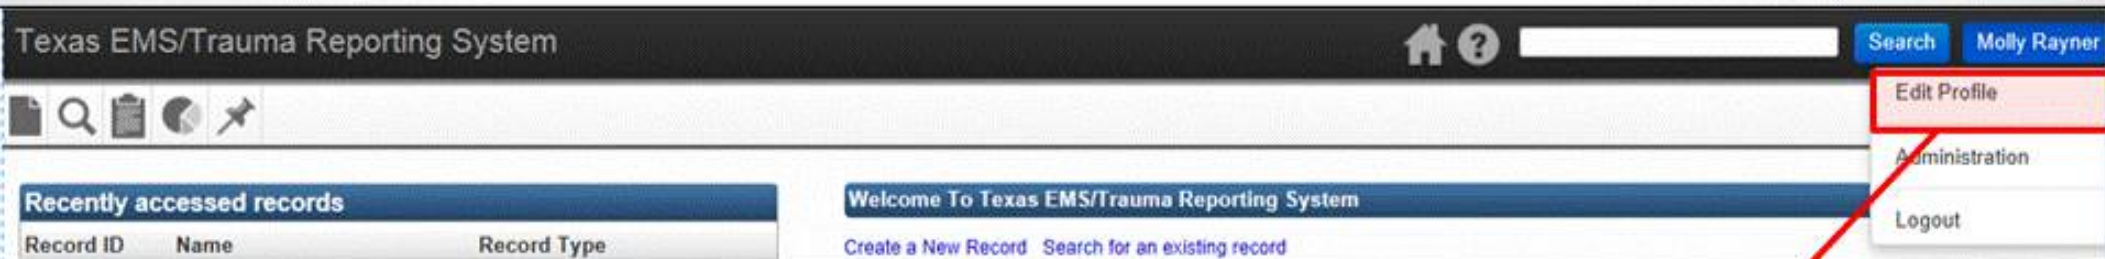 Texas EMS/Trauma Reporting System
Search Molly Rayner
Edit Profile
Administration
Logout
Recently accessed records
Record ID Name Record Type
Welcome To Texas EMS/Trauma Reporting System
Create a New Record Search for an existing record